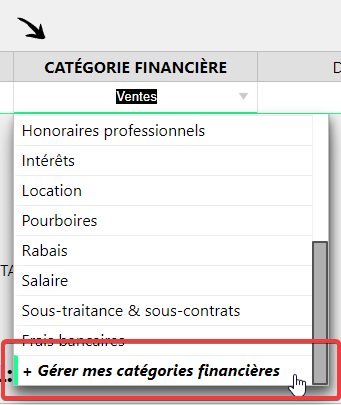 CATÉGORIE FINANCIÈRE
D
Ventes
Honoraires professionnels
Intérêts
Location
Pourboires
Rabais
TA
Salaire
Sous-traitance & sous-contrats
Frais bancaires
+ Gérer mes catégories financières